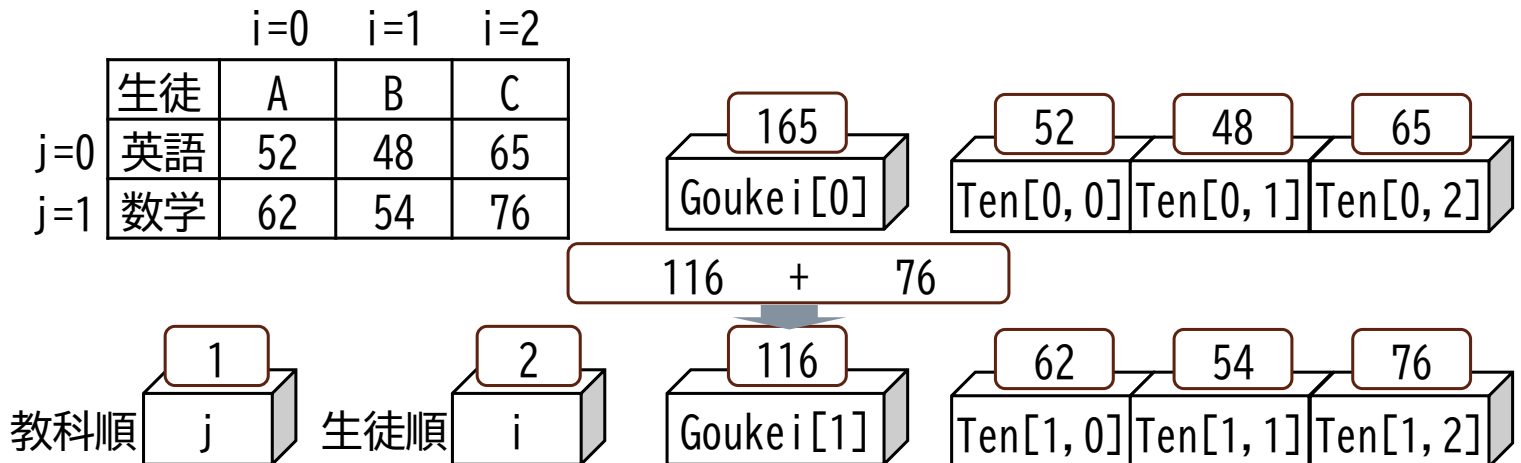 i=0 i=1 i=2
生徒 A B C
j=0 英語 52 48 65
j=1 数学 62 54 76
165 52 48 65
Goukei[0] Ten[0,0] Ten[0,1] Ten[0,2]
116 + 76
1 2 116 62 54 76
教科順 j 生徒順 i Goukei[1] Ten[1,0] Ten[1,1] Ten[1,2]